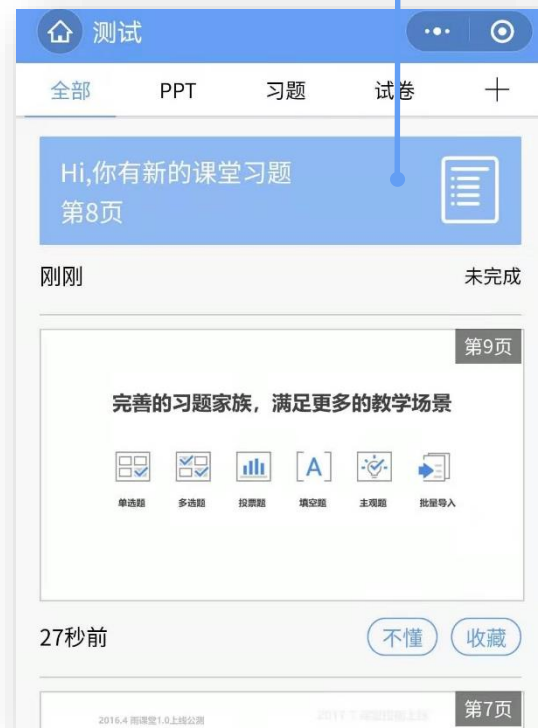 测试
全部 PPT 习题 试卷
Hi,你有新的课堂习题
第8页
刚刚 未完成
第9页
完善的习题家族，满足更多的教学场景
A
单选题 多选题 投票题 填空题 主观题 批量导入
27秒前 不懂 收藏
第7页
2016.4 雨课堂1.0上线公测